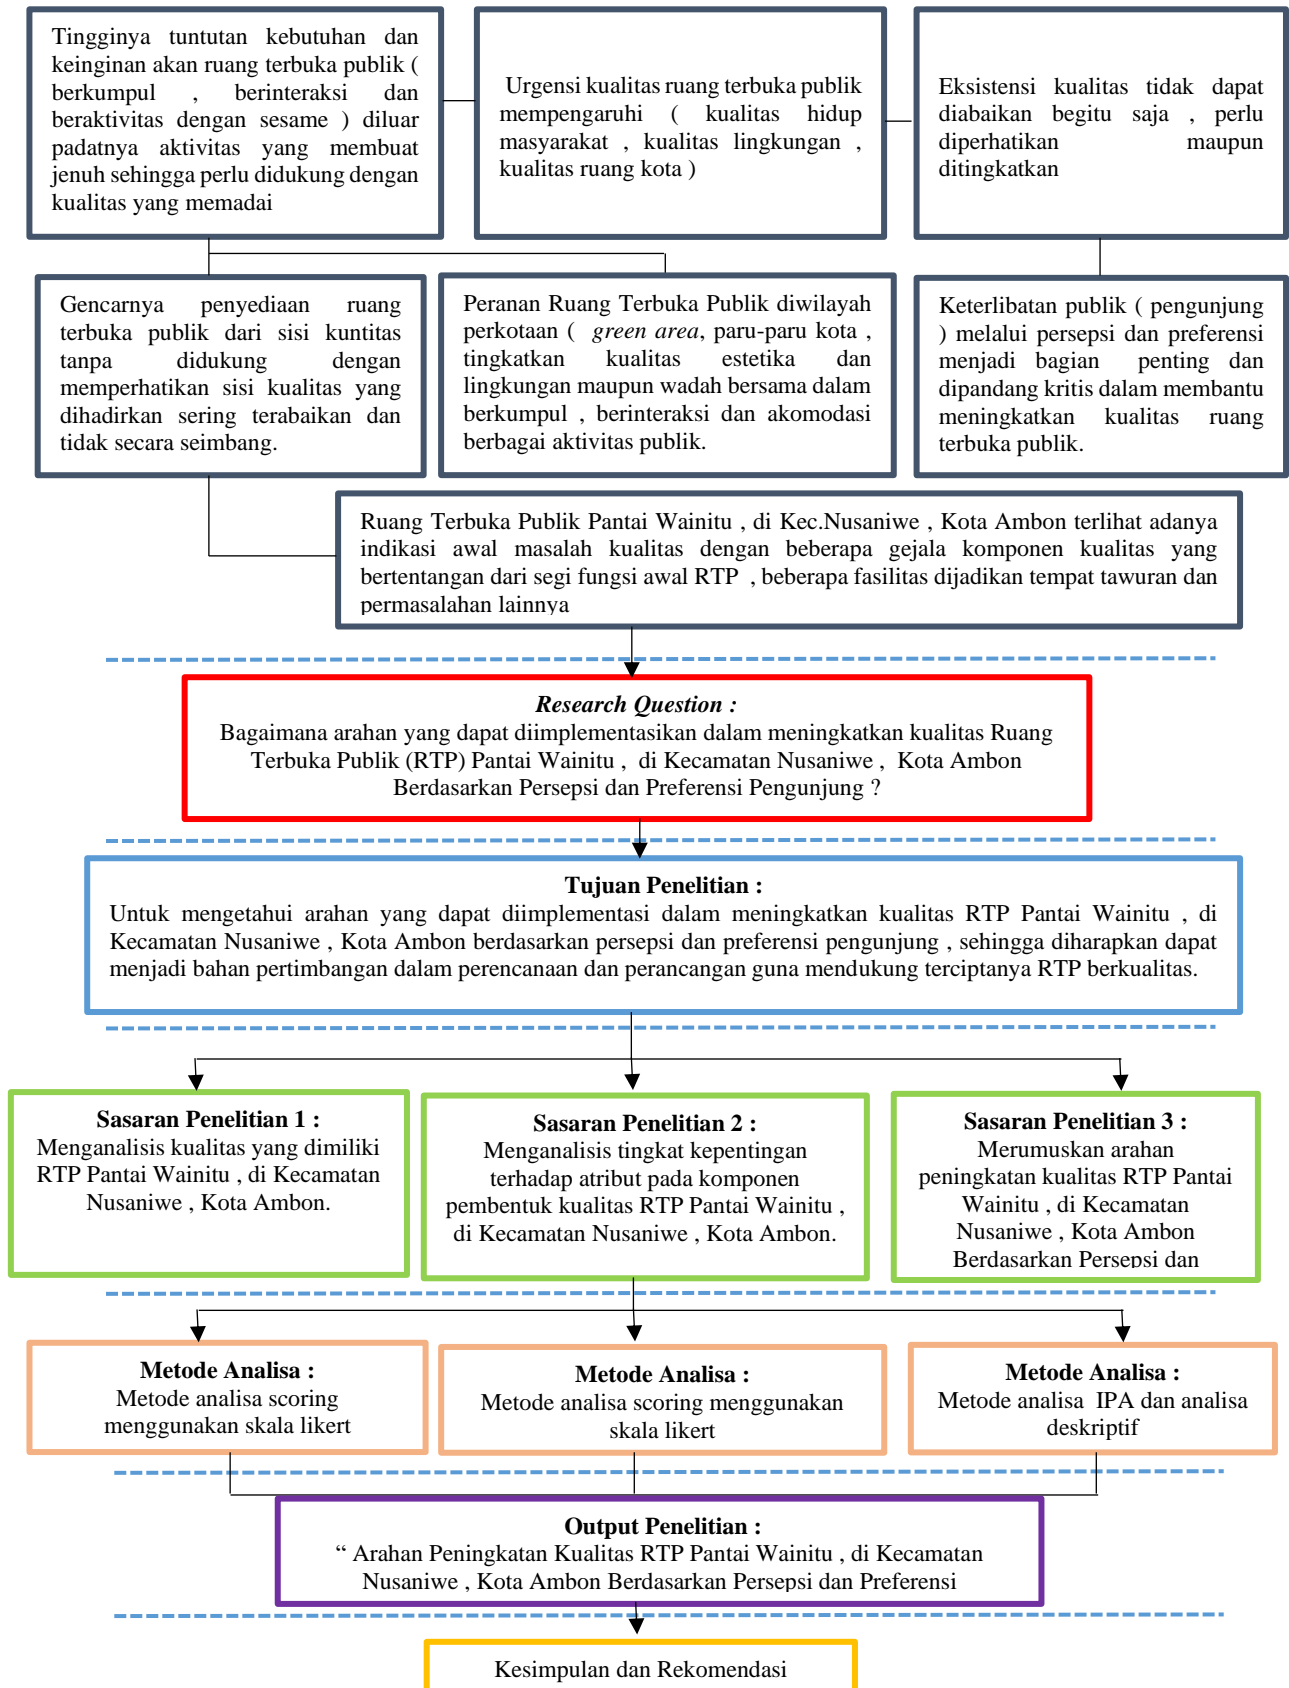 Tingginya tuntutan kebutuhan dan
keinginan akan ruang terbuka publik (
berkumpul , berinteraksi dan
beraktivitas dengan sesame ) diluar
padatnya aktivitas yang membuat
jenuh sehingga perlu didukung dengan
kualitas yang memadai
Urgensi kualitas ruang terbuka publik
mempengaruhi ( kualitas hidup
masyarakat , kualitas lingkungan ,
kualitas ruang kota )
Eksistensi kualitas tidak dapat
diabaikan begitu saja , perlu
diperhatikan maupun
ditingkatkan
Gencarnya penyediaan ruang
terbuka publik dari sisi kuntitas
tanpa didukung dengan
memperhatikan sisi kualitas yang
dihadirkan sering terabaikan dan
tidak secara seimbang.
Peranan Ruang Terbuka Publik diwilayah
perkotaan ( green area, paru-paru kota ,
tingkatkan kualitas estetika dan
lingkungan maupun wadah bersama dalam
berkumpul , berinteraksi dan akomodasi
berbagai aktivitas publik.
Keterlibatan publik ( pengunjung
) melalui persepsi dan preferensi
menjadi bagian penting dan
dipandang kritis dalam membantu
meningkatkan kualitas ruang
terbuka publik.
Ruang Terbuka Publik Pantai Wainitu , di Kec.Nusaniwe , Kota Ambon terlihat adanya
indikasi awal masalah kualitas dengan beberapa gejala komponen kualitas yang
bertentangan dari segi fungsi awal RTP , beberapa fasilitas dijadikan tempat tawuran dan
permasalahan lainnya
Research Question :
Bagaimana arahan yang dapat diimplementasikan dalam meningkatkan kualitas Ruang
Terbuka Publik (RTP) Pantai Wainitu , di Kecamatan Nusaniwe , Kota Ambon
Berdasarkan Persepsi dan Preferensi Pengunjung ?
Tujuan Penelitian :
Untuk mengetahui arahan yang dapat diimplementasi dalam meningkatkan kualitas RTP Pantai Wainitu , di
Kecamatan Nusaniwe , Kota Ambon berdasarkan persepsi dan preferensi pengunjung , sehingga diharapkan dapat
menjadi bahan pertimbangan dalam perencanaan dan perancangan guna mendukung terciptanya RTP berkualitas.
Sasaran Penelitian 1 :
Menganalisis kualitas yang dimiliki
RTP Pantai Wainitu , di Kecamatan
Nusaniwe , Kota Ambon.
Sasaran Penelitian 2 :
Menganalisis tingkat kepentingan
terhadap atribut pada komponen
pembentuk kualitas RTP Pantai Wainitu ,
di Kecamatan Nusaniwe , Kota Ambon.
Sasaran Penelitian 3 :
Merumuskan arahan
peningkatan kualitas RTP Pantai
Wainitu , di Kecamatan
Nusaniwe , Kota Ambon
Berdasarkan Persepsi dan
Metode Analisa :
Metode analisa scoring
menggunakan skala likert
Metode Analisa :
Metode analisa scoring menggunakan
skala likert
Metode Analisa :
Metode analisa IPA dan analisa
deskriptif
Output Penelitian :
“ Arahan Peningkatan Kualitas RTP Pantai Wainitu , di Kecamatan
Nusaniwe , Kota Ambon Berdasarkan Persepsi dan Preferensi
Kesimpulan dan Rekomendasi